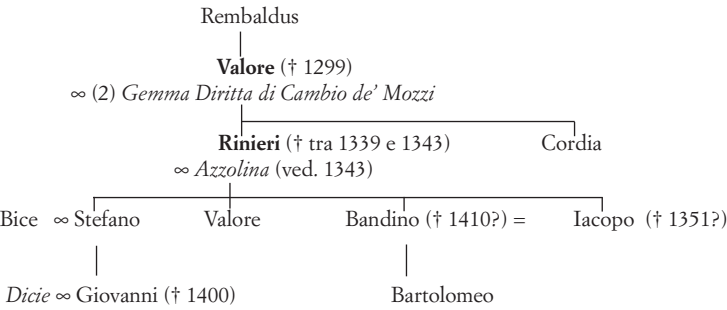 Rembaldus
Valore († 1299)
∞ (2) Gemma Diritta di Cambio de’ Mozzi
Rinieri († tra 1339 e 1343) Cordia
∞ Azzolina (ved. 1343)
Bice ∞ Stefano Valore Bandino († 1410?) = Iacopo († 1351?)
Dicie ∞ Giovanni († 1400) Bartolomeo